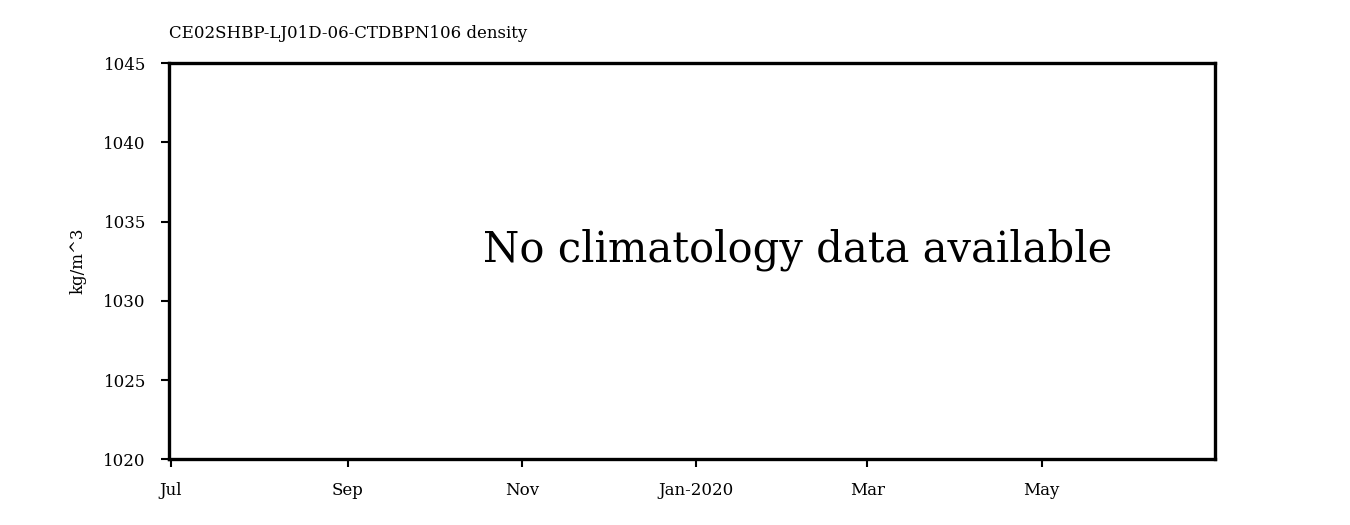 CE02SHBP-LJ01D-06-CTDBPN106 density
1045
1040
1035
1030
1025
1020
kg/m^3
No climatology data available
Jul Sep Nov Jan-2020 Mar May